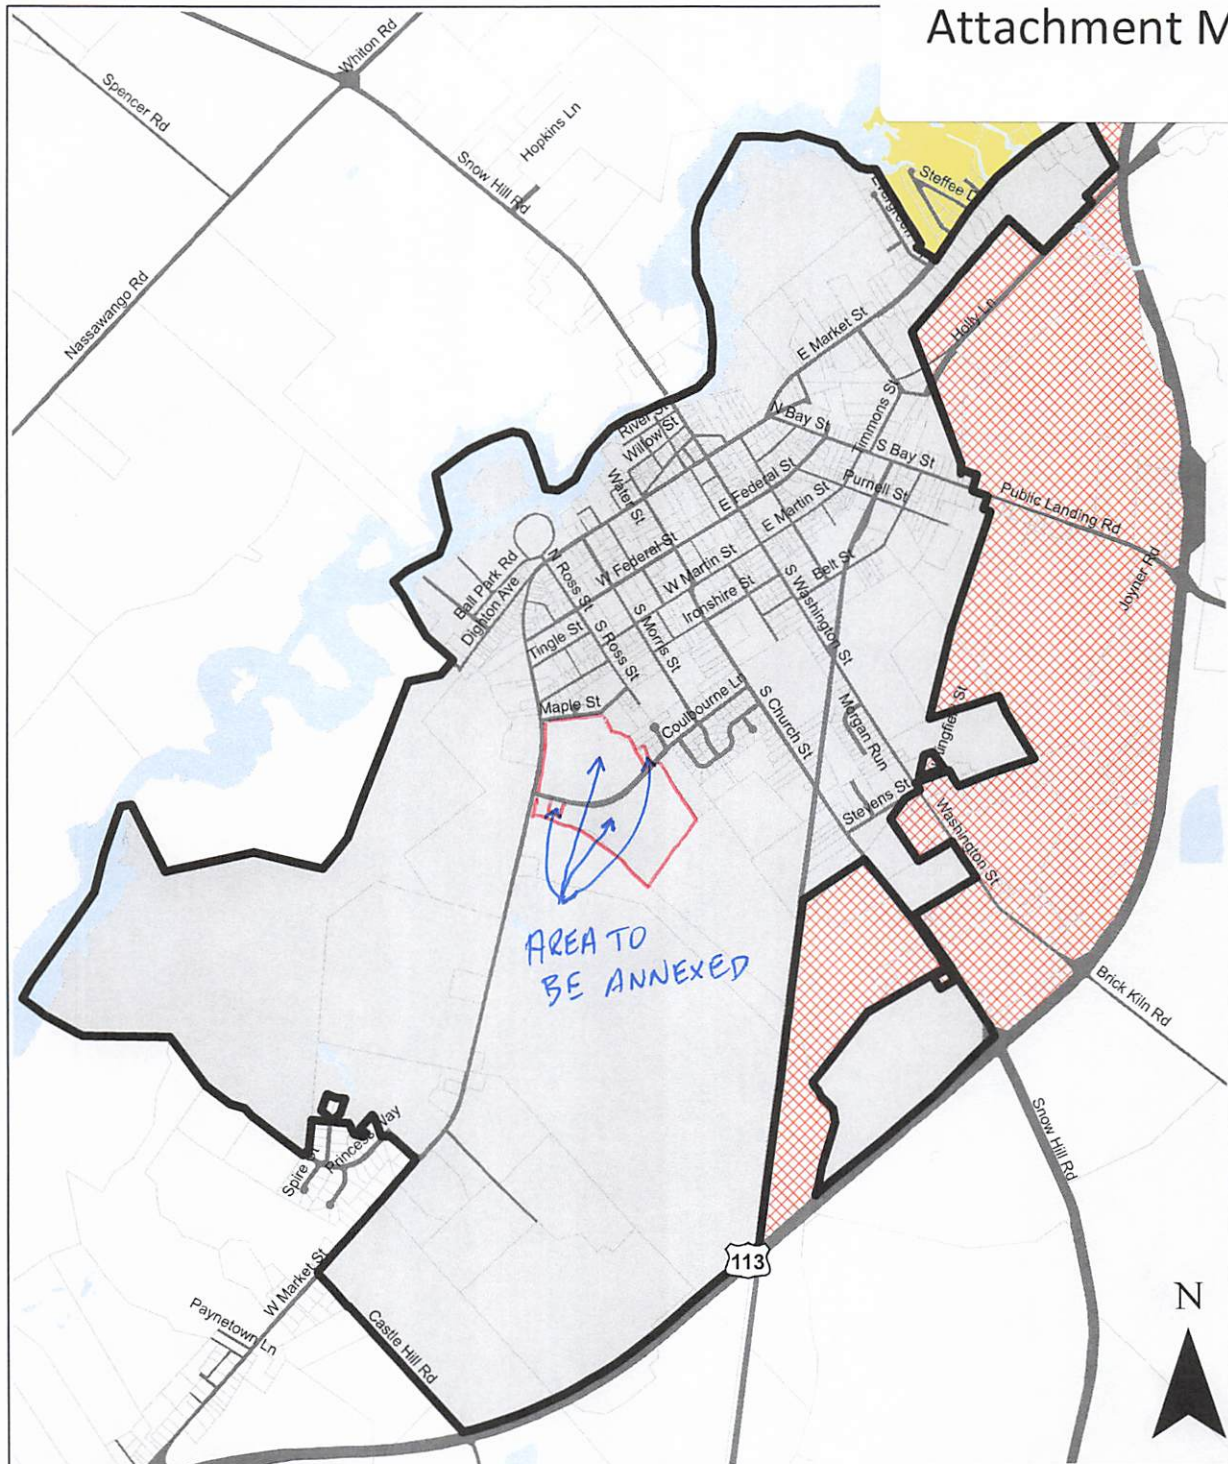 Attachment M
Whiton Rd
Spencer Rd
Hopkins Ln
Snow Hill Rd
Nassawango Rd
Steffee D
Evergreen
E Market St
Holly Ln
River St
Willow St
N Bay St
Timmons St
S Bay St
Water St
E Federal St
Purnell St
E Martin St
Public Landing Rd
Ball Park Rd
Dighton Ave
N Ross St
W Federal St
W Martin St
S Washington St
Belt St
Joyner Rd
Ironshire St
Tingle St
S Ross St
S Morris St
Maple St
Coulbourne Ln
S Church St
Morgan Run
ungfield St
Stevens St
Washington St
AREA TO
BE ANNEXED
Brick Kiln Rd
Snow Hill Rd
Spire St
Princess Way
113
W Market St
Paynetown Ln
Castle Hill Rd
N